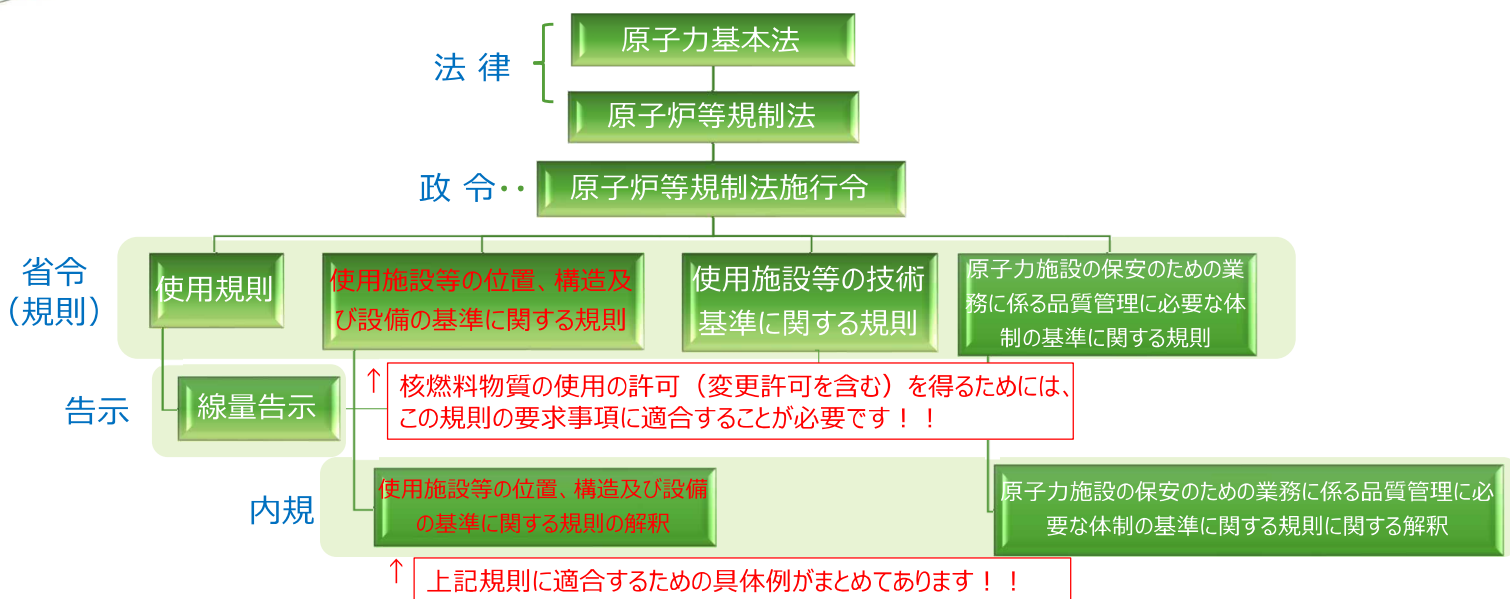 原子力基本法
法 律
原子炉等規制法
政 令‥
原子炉等規制法施行令
省令
（規則）
使用規則
使用施設等の位置、構造及
び設備の基準に関する規則
使用施設等の技術
基準に関する規則
原子力施設の保安のための業
務に係る品質管理に必要な体
制の基準に関する規則
↑
核燃料物質の使用の許可（変更許可を含む）を得るためには、
この規則の要求事項に適合することが必要です！！
告示
線量告示
内規
使用施設等の位置、構造及び設備
の基準に関する規則の解釈
原子力施設の保安のための業務に係る品質管理に必
要な体制の基準に関する規則に関する解釈
↑
上記規則に適合するための具体例がまとめてあります！！